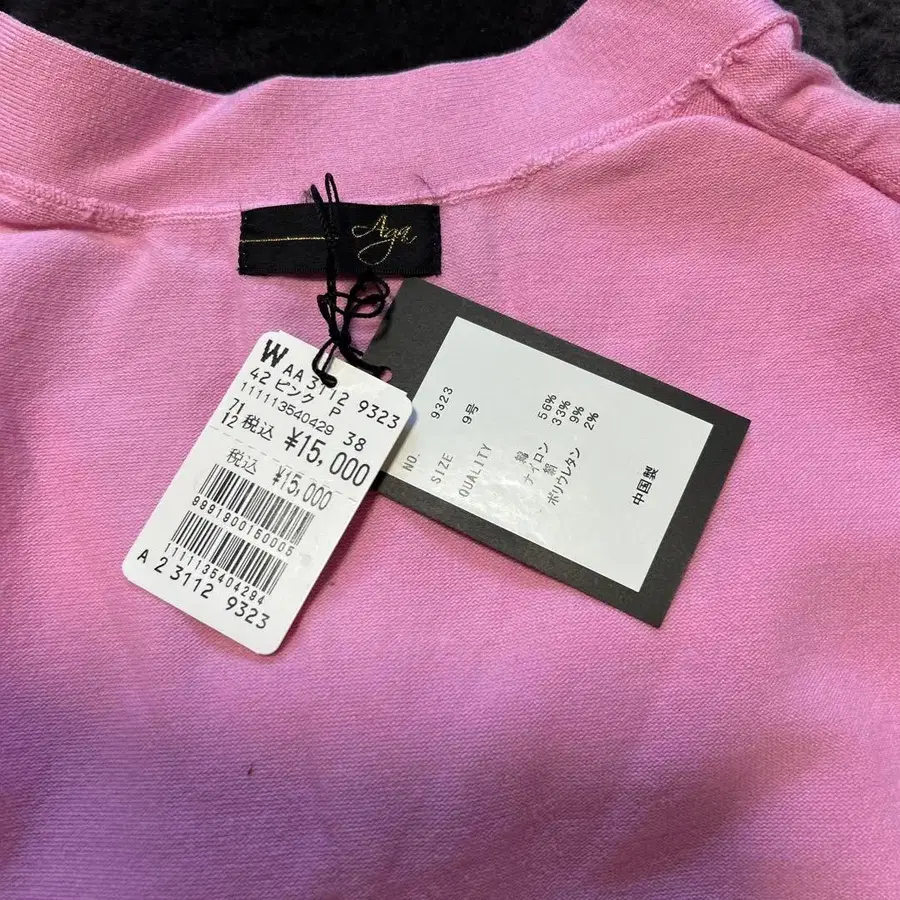 Aga
W
AA 3112 9323
42 ピンク P
111113540429 38
71
12 税込 ¥15,000
税込 ¥15,000
9991900150005
1111135404294
A 2 3112 9323
NO. 9323
SIZE 9号
QUALITY
綿 56%
ナイロン 33%
絹 9%
ポリウレタン 2%
中国製